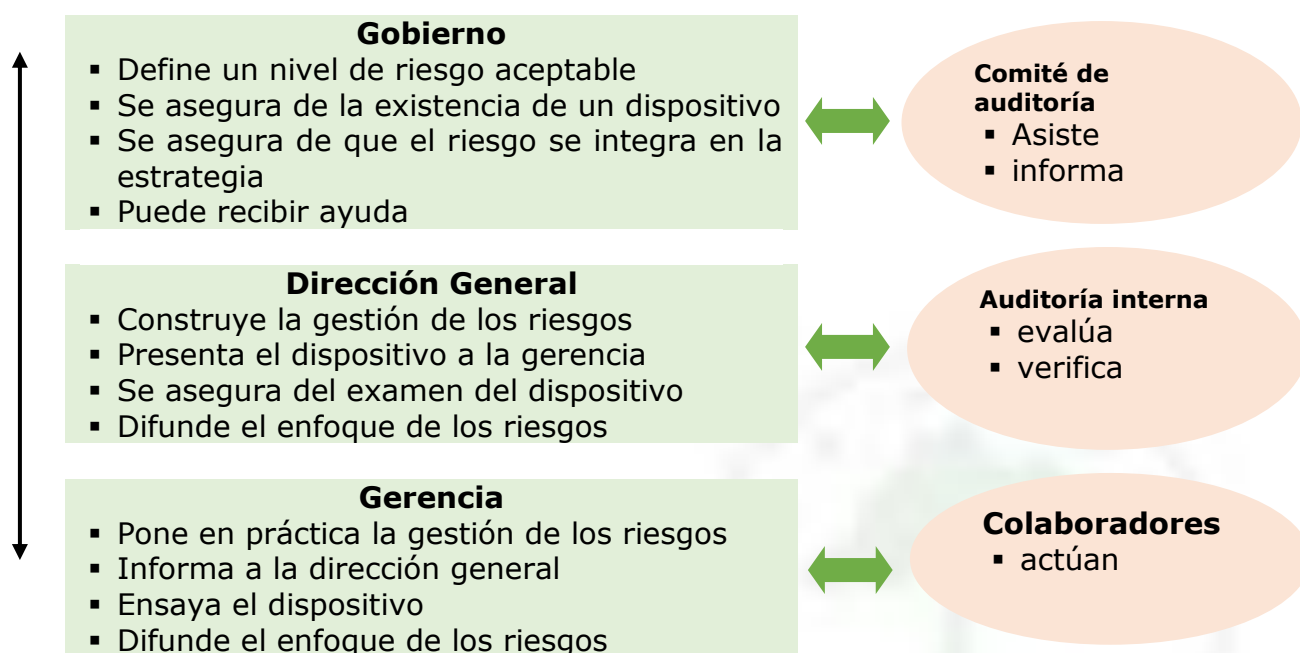 Gobierno
▪ Define un nivel de riesgo aceptable
▪ Se asegura de la existencia de un dispositivo
▪ Se asegura de que el riesgo se integra en la
estrategia
▪ Puede recibir ayuda
Comité de
auditoría
▪ Asiste
▪ informa
Dirección General
▪ Construye la gestión de los riesgos
▪ Presenta el dispositivo a la gerencia
▪ Se asegura del examen del dispositivo
▪ Difunde el enfoque de los riesgos
Auditoría interna
▪ evalúa
▪ verifica
Gerencia
▪ Pone en práctica la gestión de los riesgos
▪ Informa a la dirección general
▪ Ensaya el dispositivo
▪ Difunde el enfoque de los riesgos
Colaboradores
▪ actúan